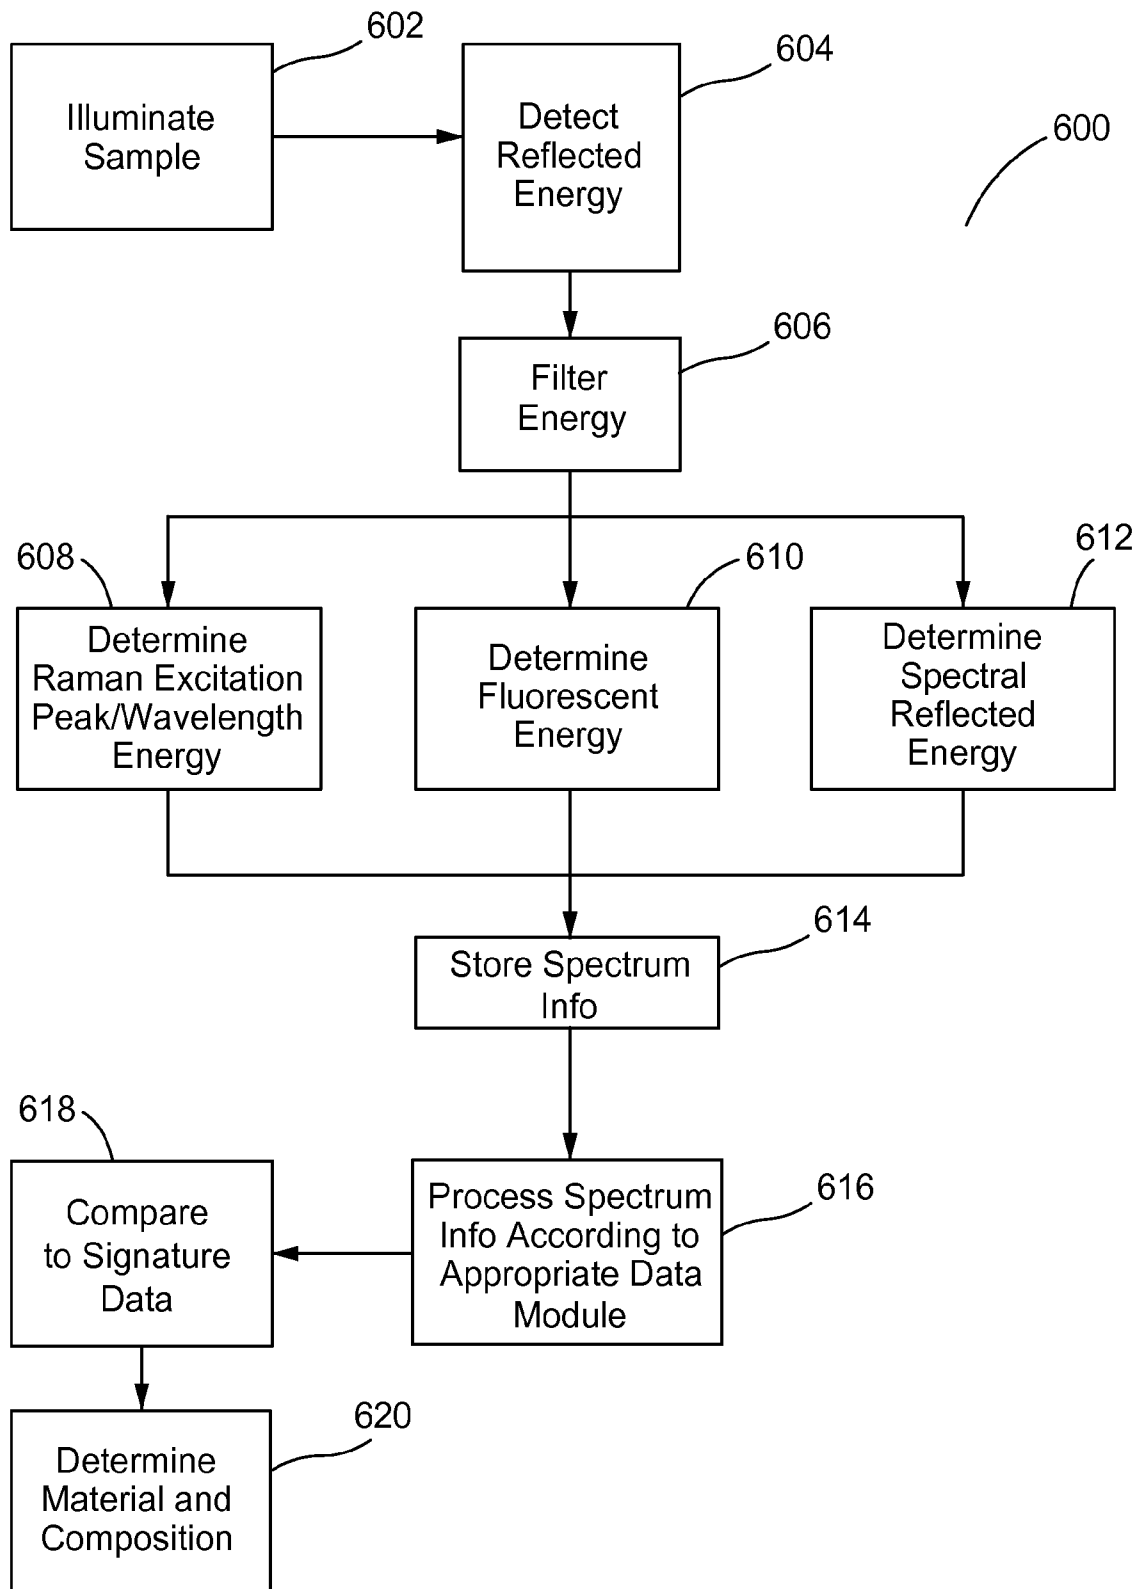 602
Illuminate
Sample
604
Detect
Reflected
Energy
600
606
Filter
Energy
608
Determine
Raman Excitation
Peak/Wavelength
Energy
610
Determine
Fluorescent
Energy
612
Determine
Spectral
Reflected
Energy
614
Store Spectrum
Info
616
Process Spectrum
Info According to
Appropriate Data
Module
618
Compare
to Signature
Data
620
Determine
Material and
Composition